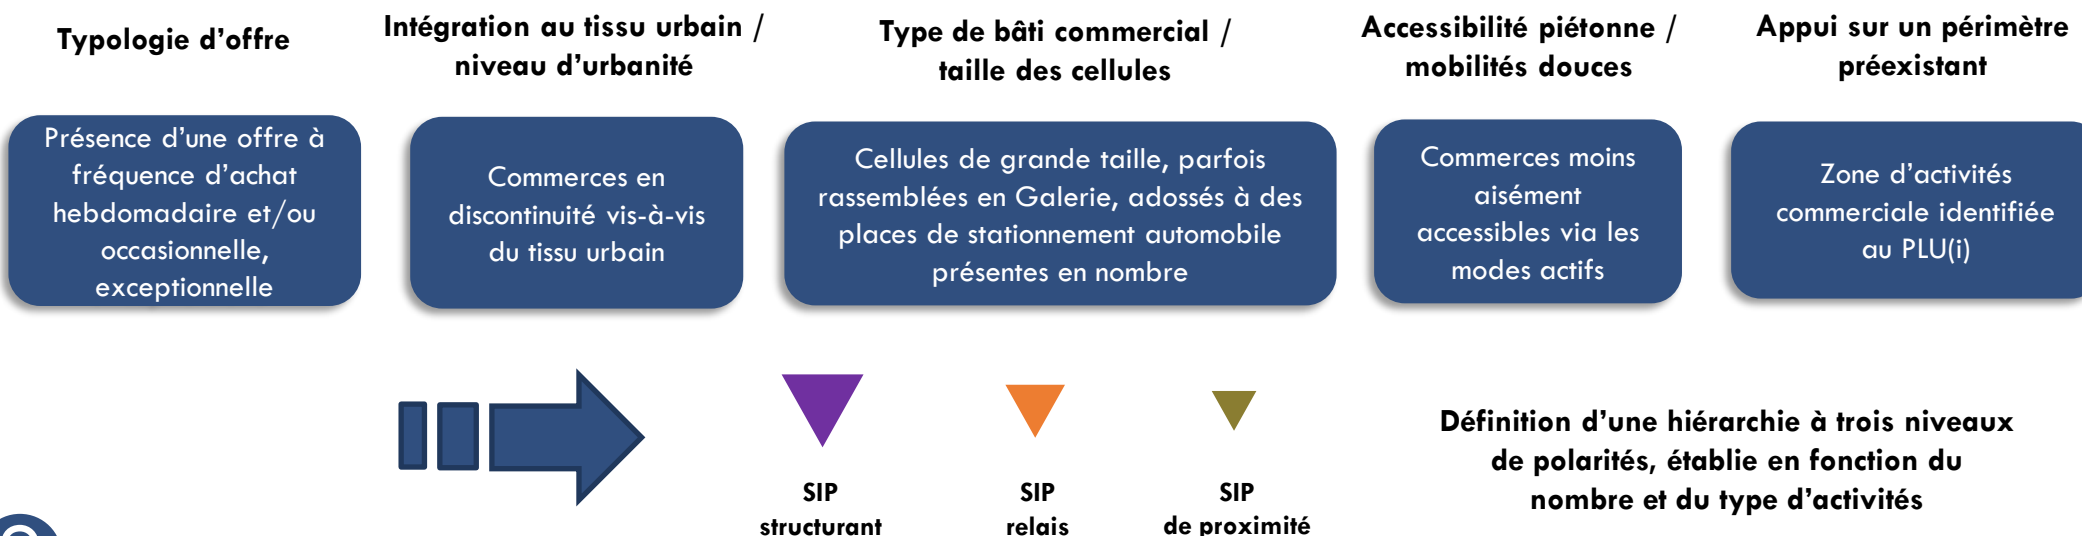 Typologie d’offre
Intégration au tissu urbain /
niveau d’urbanité
Type de bâti commercial /
taille des cellules
Accessibilité piétonne /
mobilités douces
Appui sur un périmètre
préexistant
Présence d’une offre à
fréquence d’achat
hebdomadaire et/ou
occasionnelle,
exceptionnelle
Commerces en
discontinuité vis-à-vis
du tissu urbain
Cellules de grande taille, parfois
rassemblées en Galerie, adossés à des
places de stationnement automobile
présentes en nombre
Commerces moins
aisément
accessibles via les
modes actifs
Zone d’activités
commerciale identifiée
au PLU(i)
SIP
structurant
SIP
relais
SIP
de proximité
Définition d’une hiérarchie à trois niveaux
de polarités, établie en fonction du
nombre et du type d’activités